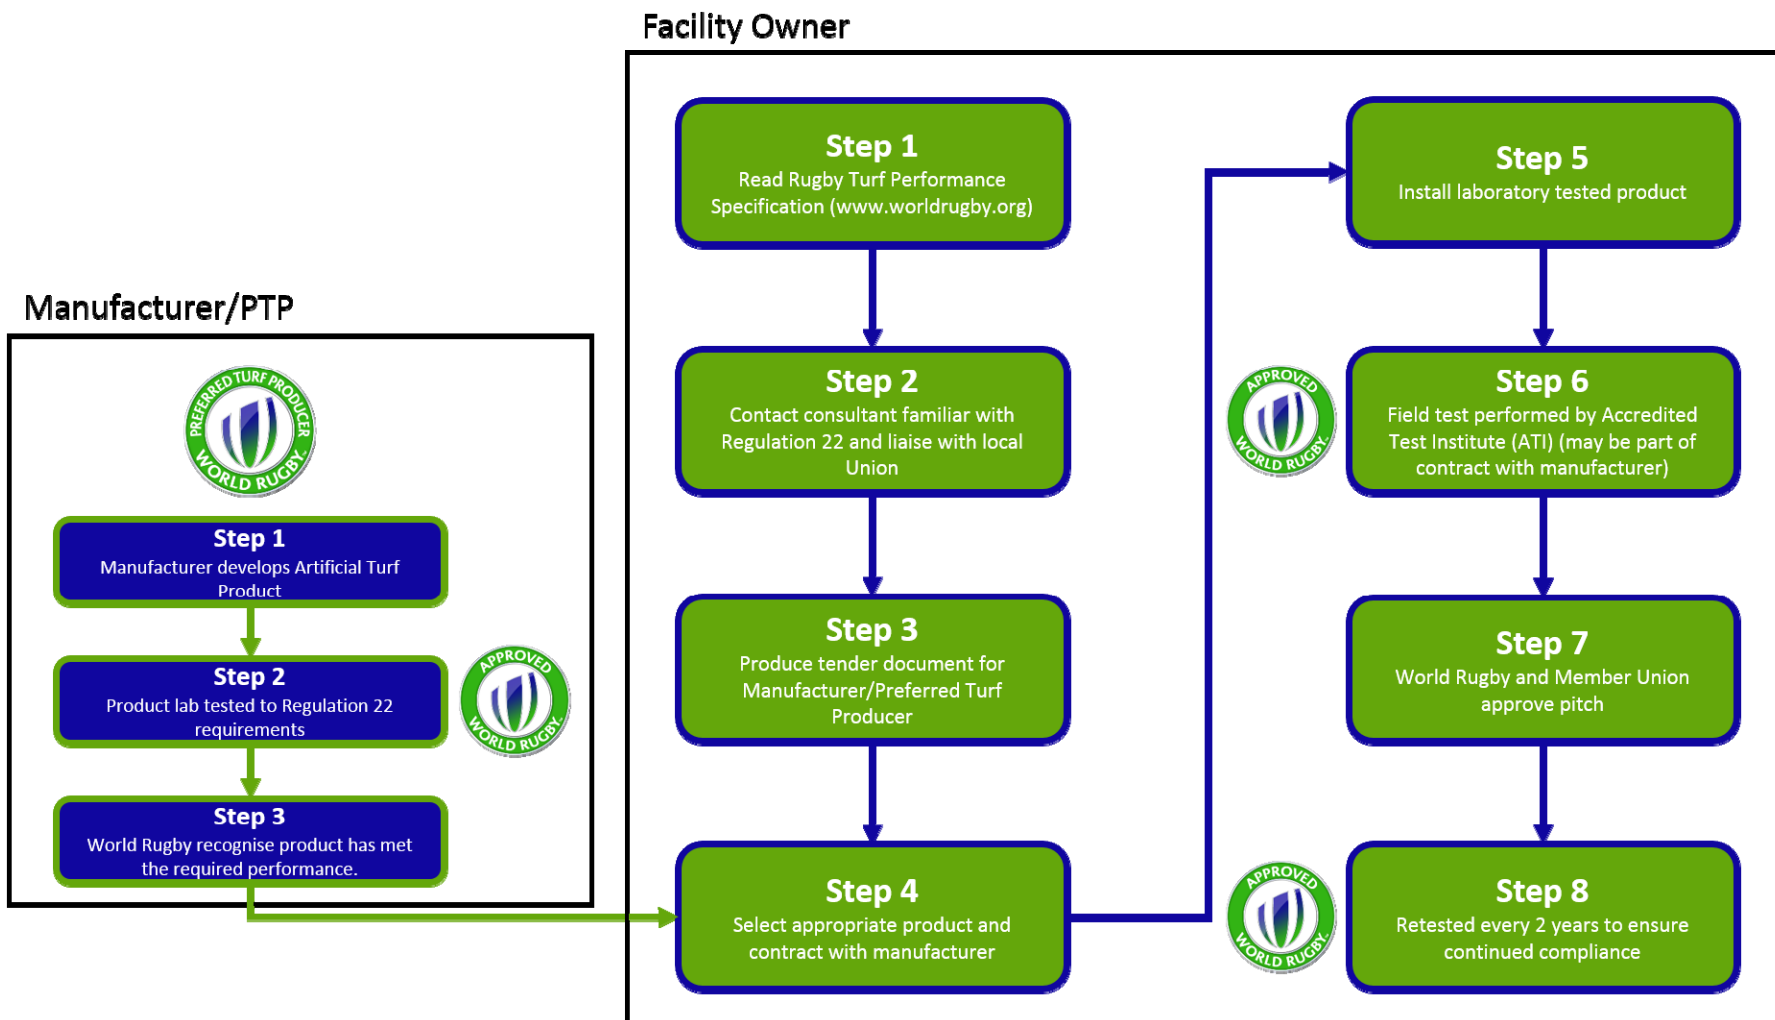 Facility Owner
Manufacturer/PTP
PREFERRED TURF PRODUCER
WORLD RUGBY™
Step 1
Manufacturer develops Artificial Turf
Product
Step 2
Product lab tested to Regulation 22
requirements
APPROVED
WORLD RUGBY™
Step 3
World Rugby recognise product has met
the required performance.
Step 1
Read Rugby Turf Performance
Specification (www.worldrugby.org)
Step 2
Contact consultant familiar with
Regulation 22 and liaise with local
Union
Step 3
Produce tender document for
Manufacturer/Preferred Turf
Producer
Step 4
Select appropriate product and
contract with manufacturer
Step 5
Install laboratory tested product
APPROVED
WORLD RUGBY™
Step 6
Field test performed by Accredited
Test Institute (ATI) (may be part of
contract with manufacturer)
Step 7
World Rugby and Member Union
approve pitch
APPROVED
WORLD RUGBY™
Step 8
Retested every 2 years to ensure
continued compliance